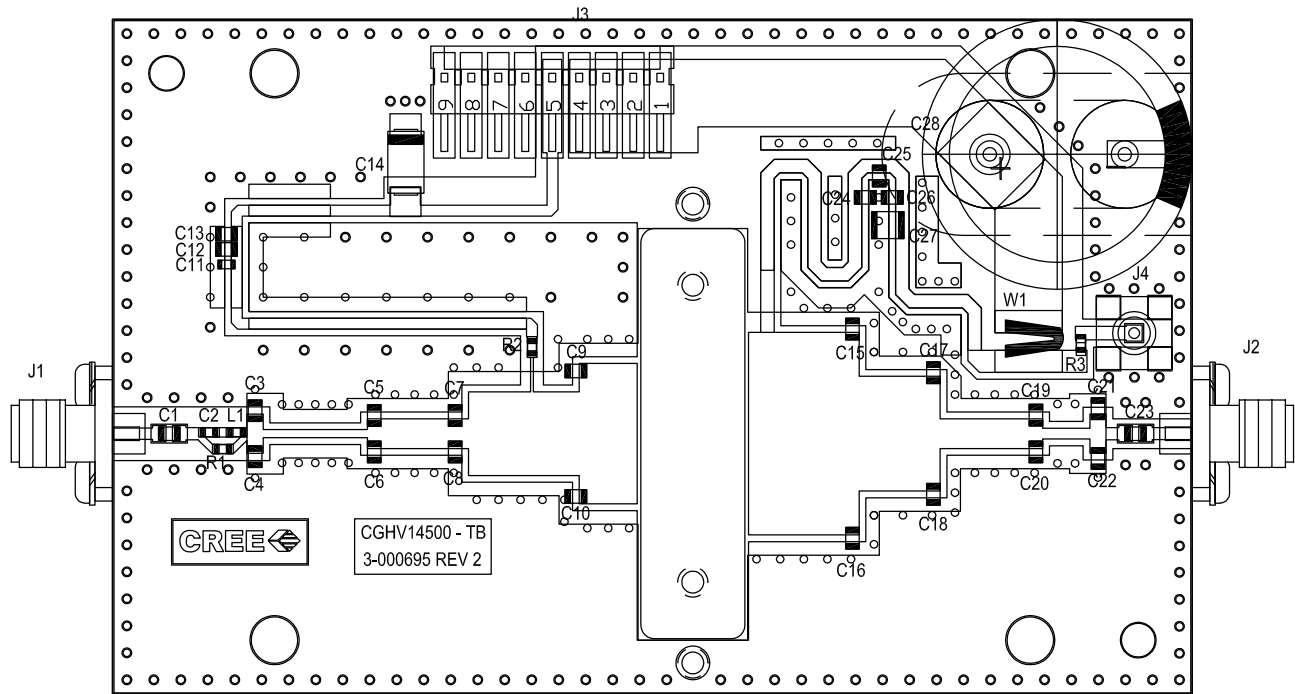 J3
9 8 7 6 5 4 3 2 1
C28
C14
C25
C24
C26
C27
C13
C12
C11
J4
W1
R2
C9
C15
C17
R3
J1
J2
C3
C5
C7
C19
C21
C1
C2
L1
C23
R1
C4
C6
C8
C10
C20
C22
C18
C16
CREE
CGHV14500 - TB
3-000695 REV 2